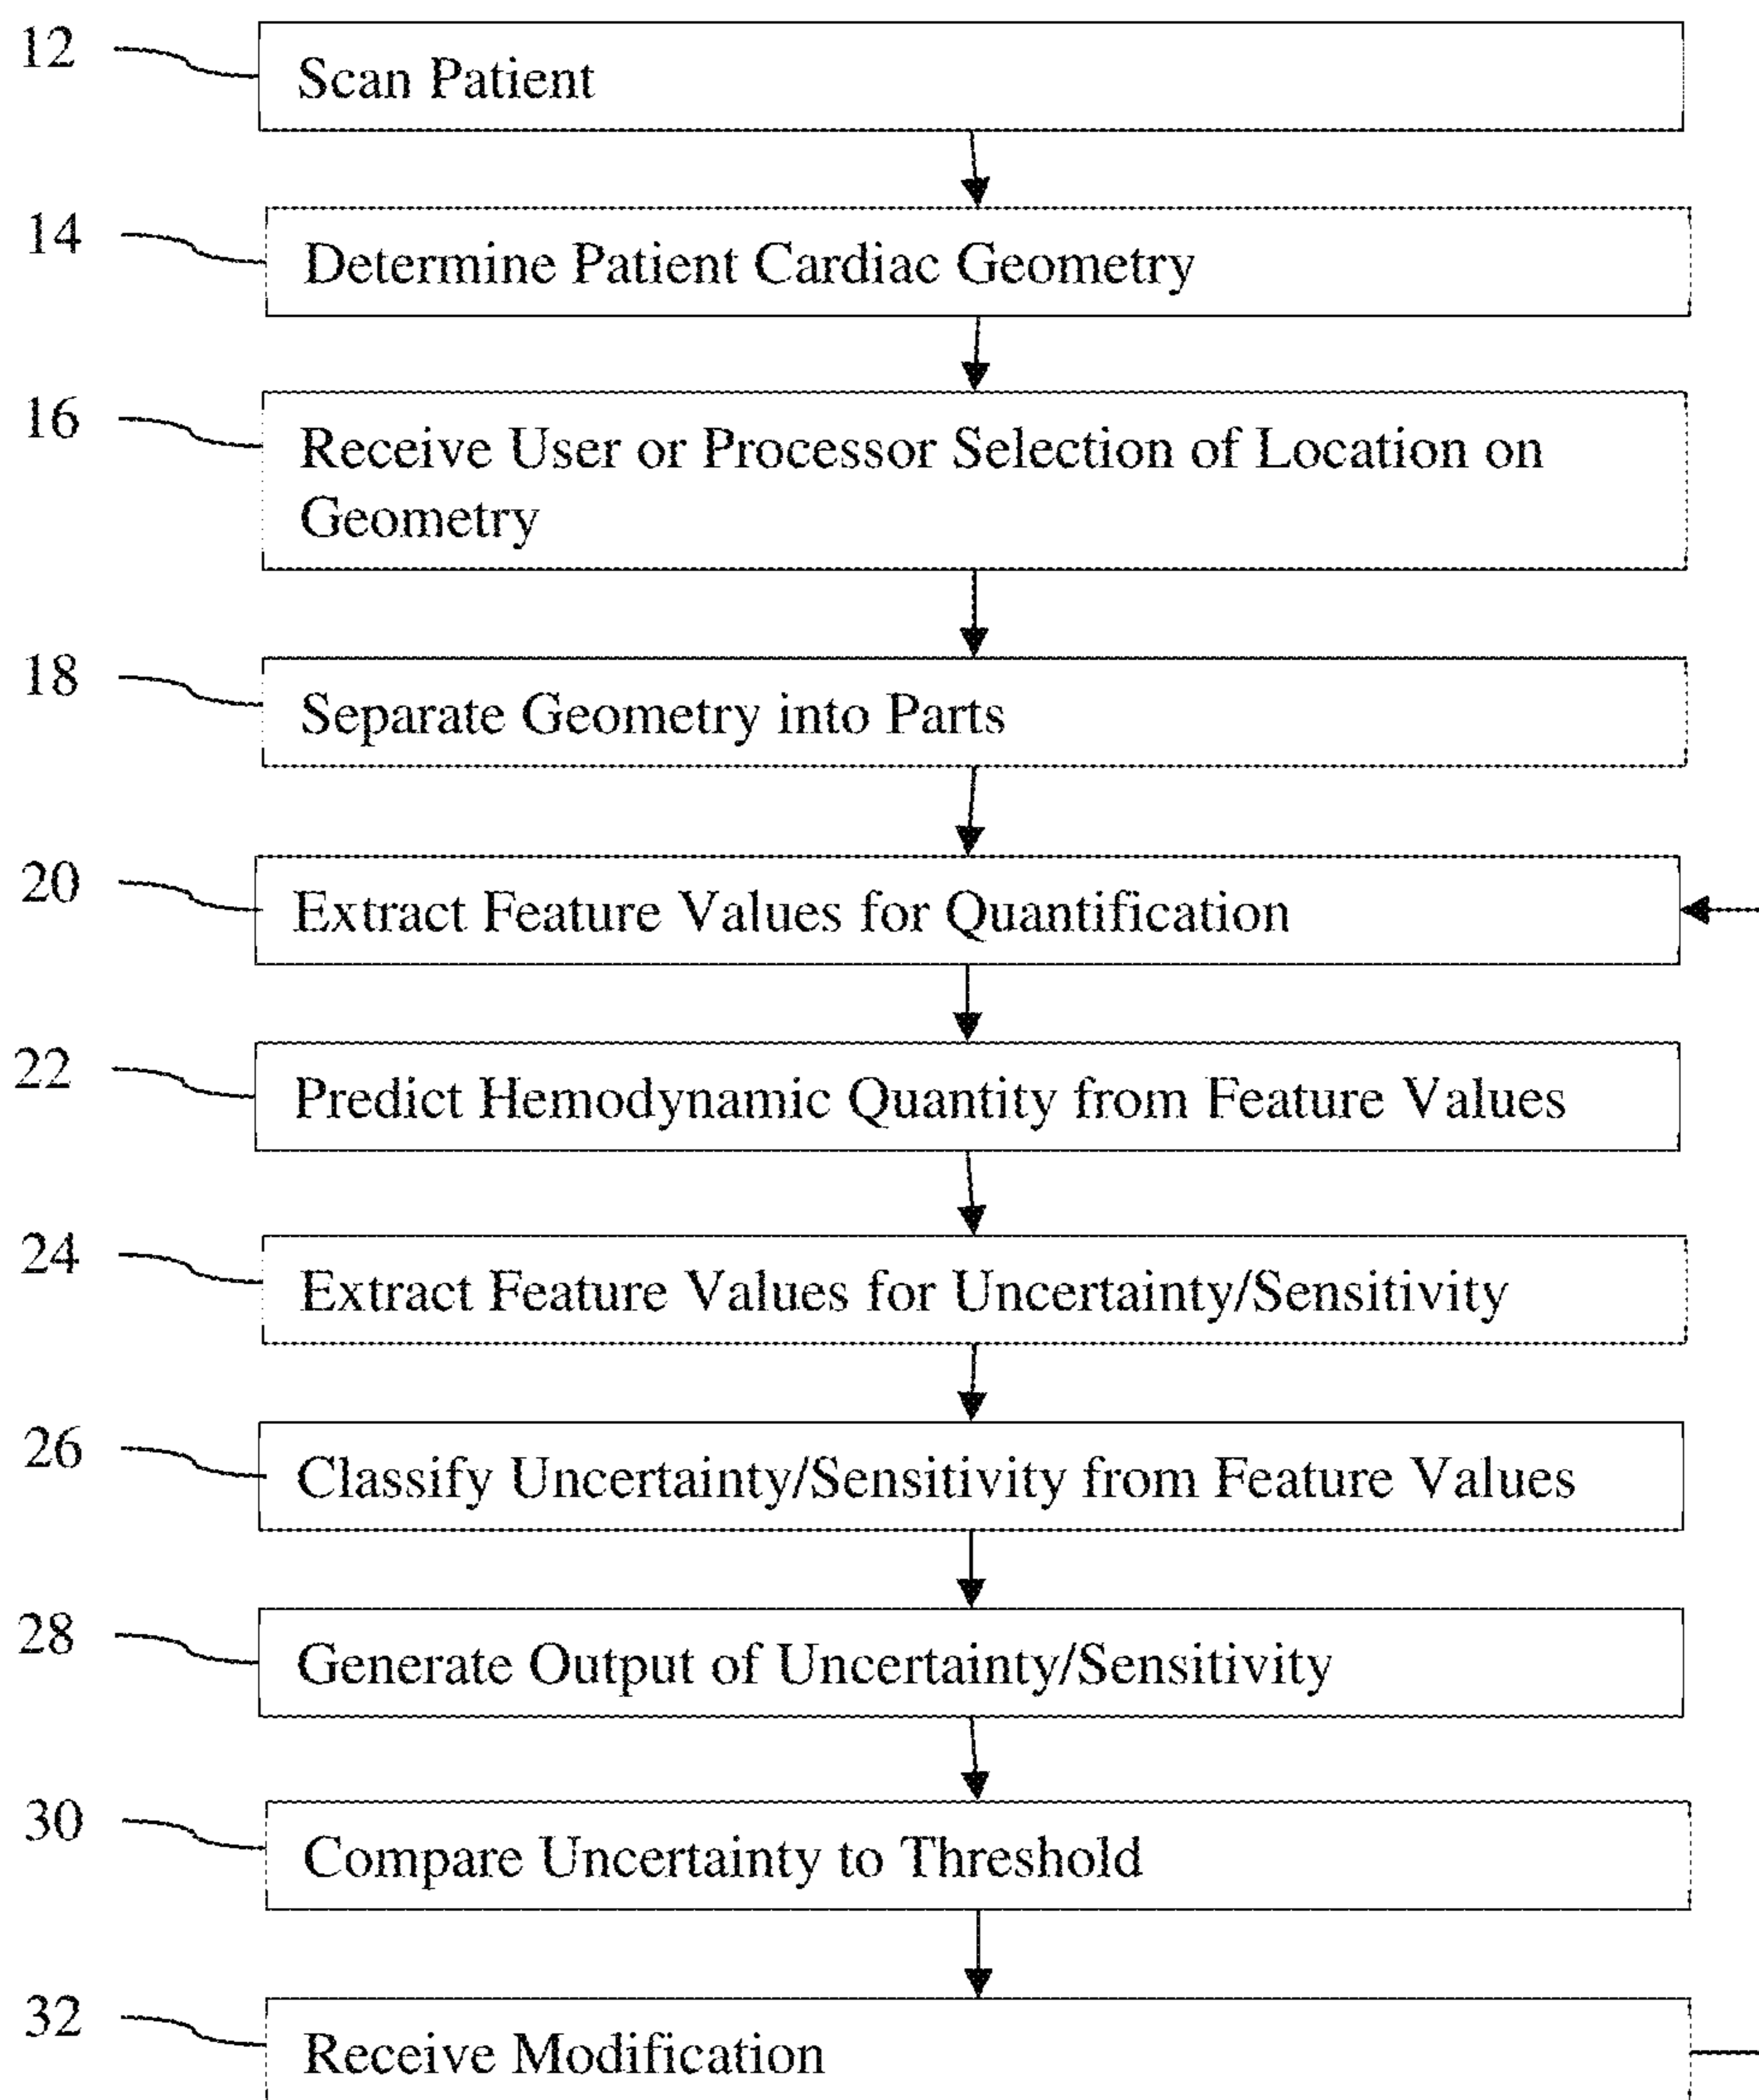 12 Scan Patient
14 Determine Patient Cardiac Geometry
16 Receive User or Processor Selection of Location on
Geometry
18 Separate Geometry into Parts
20 Extract Feature Values for Quantification
22 Predict Hemodynamic Quantity from Feature Values
24 Extract Feature Values for Uncertainty/Sensitivity
26 Classify Uncertainty/Sensitivity from Feature Values
28 Generate Output of Uncertainty/Sensitivity
30 Compare Uncertainty to Threshold
32 Receive Modification